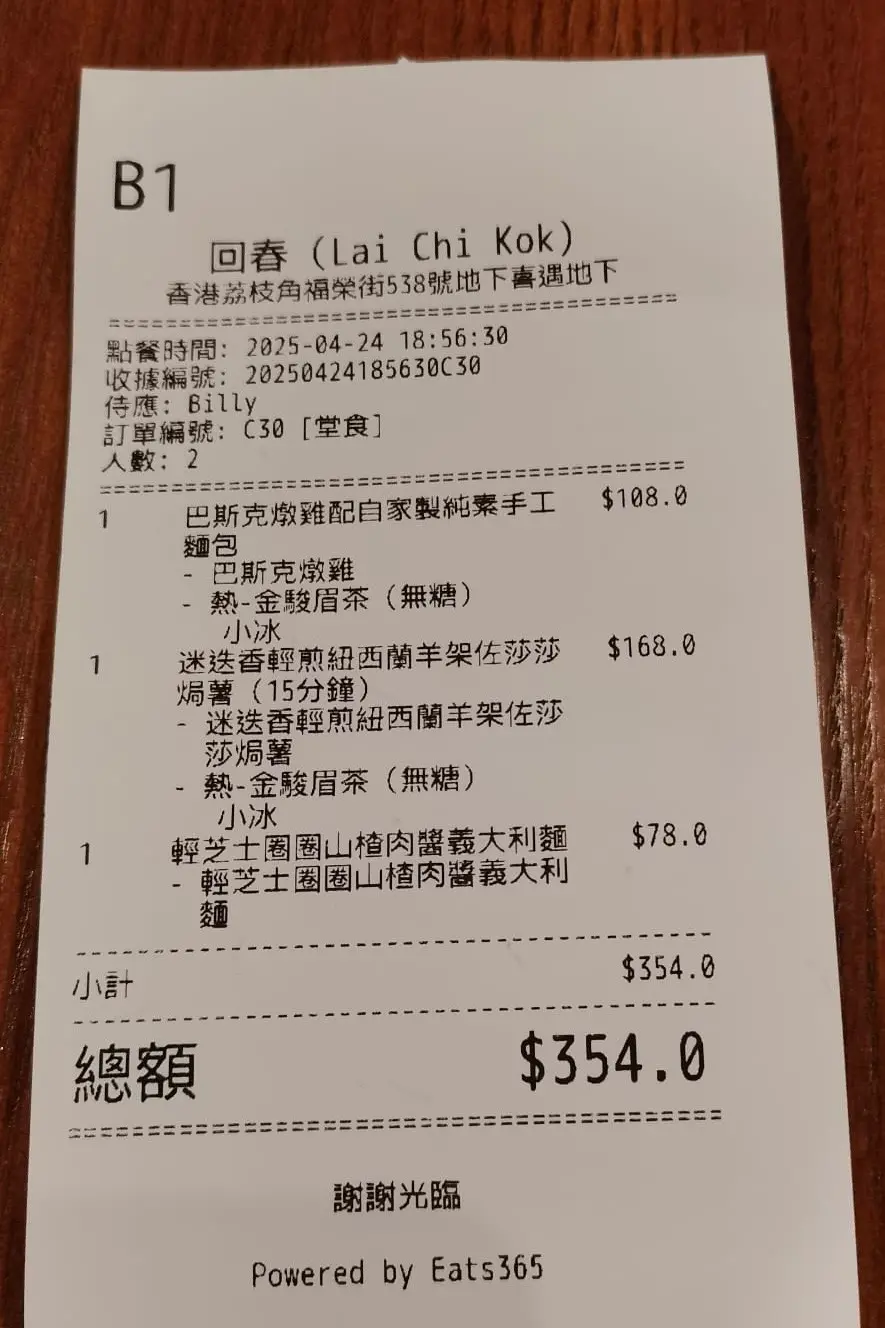 B1
回春 (Lai Chi Kok)
香港荔枝角福榮街538號地下喜遇地下
點餐時間: 2025-04-24 18:56:30
收據編號: 20250424185630C30
侍應: Billy
訂單編號: C30 [堂食]
人數: 2
1 巴斯克燉雞配自家製純素手工 $108.0
麵包
- 巴斯克燉雞
- 熱-金駿眉茶（無糖）
小冰
1 迷迭香輕煎紐西蘭羊架佐莎莎 $168.0
焗薯（15分鐘）
- 迷迭香輕煎紐西蘭羊架佐莎
莎焗薯
- 熱-金駿眉茶（無糖）
小冰
1 輕芝士圈圈山楂肉醬義大利麵 $78.0
- 輕芝士圈圈山楂肉醬義大利
麵
小計 $354.0
總額 $354.0
謝謝光臨
Powered by Eats365